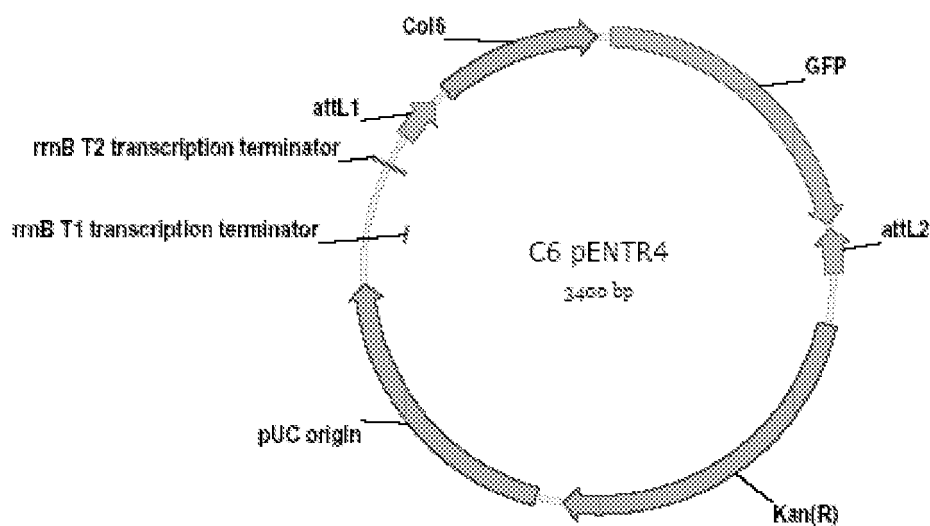 Col6
GFP
attL1
rrnB T2 transcription terminator
rrnB T1 transcription terminator
attL2
C6 pENTR4
3400 bp
pUC origin
Kan(R)